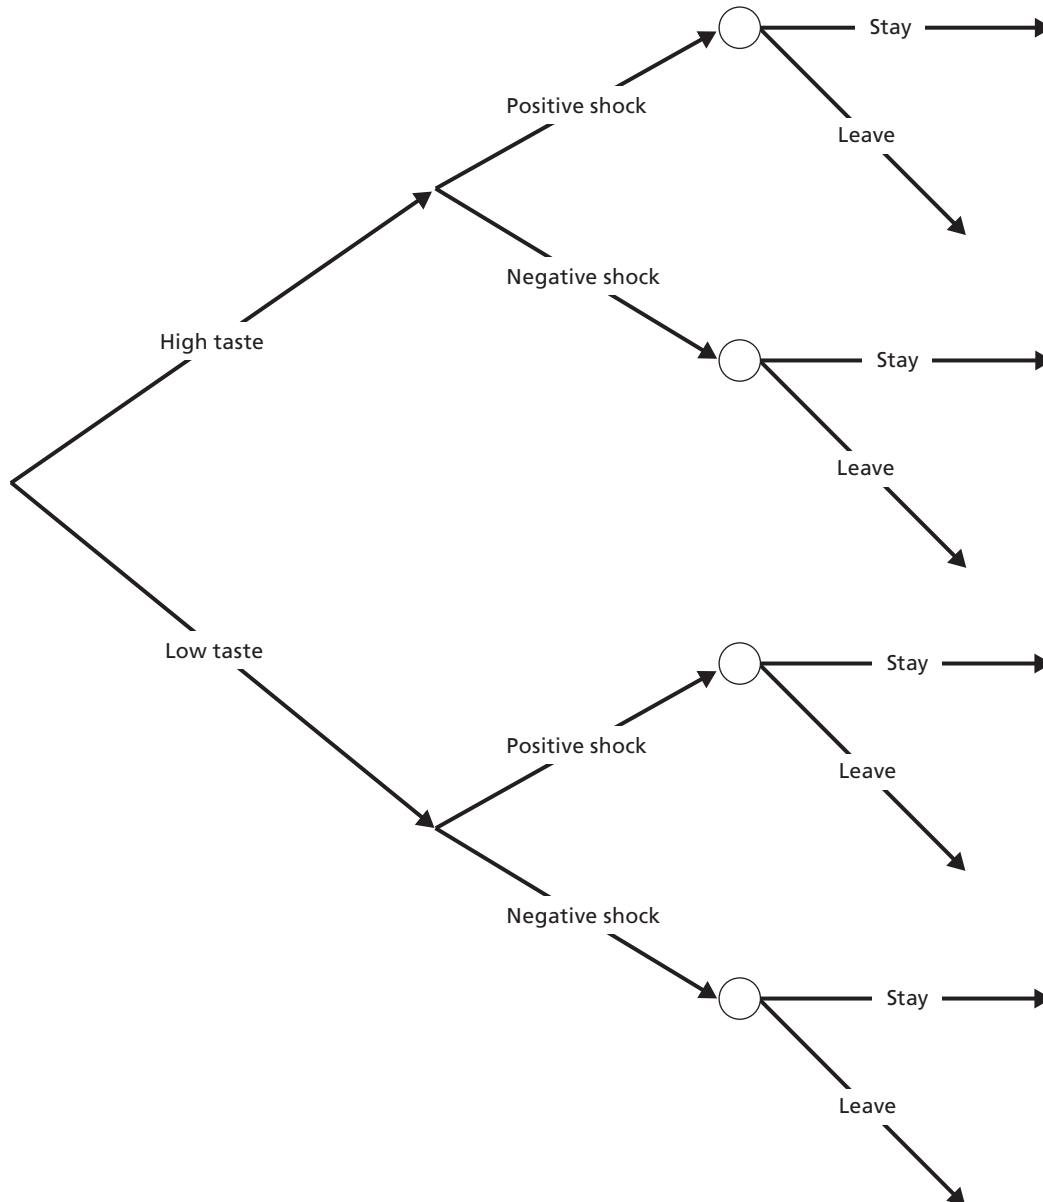 Stay
Positive shock
Leave
Negative shock
High taste
Stay
Leave
Low taste
Stay
Positive shock
Leave
Negative shock
Stay
Leave